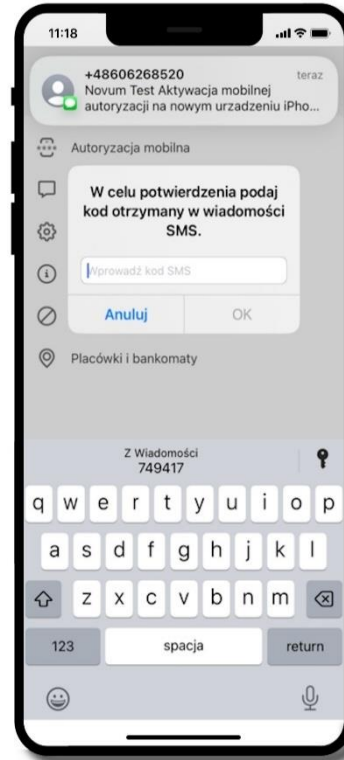 11:18
+48606268520 teraz
Novum Test Aktywacja mobilnej
autoryzacji na nowym urzadzeniu iPho...
Autoryzacja mobilna
W celu potwierdzenia podaj
kod otrzymany w wiadomości
SMS.
Wprowadź kod SMS
Anuluj OK
Placówki i bankomaty
Z Wiadomości
749417
q w e r t y u i o p
a s d f g h j k l
z x c v b n m
123 spacja return